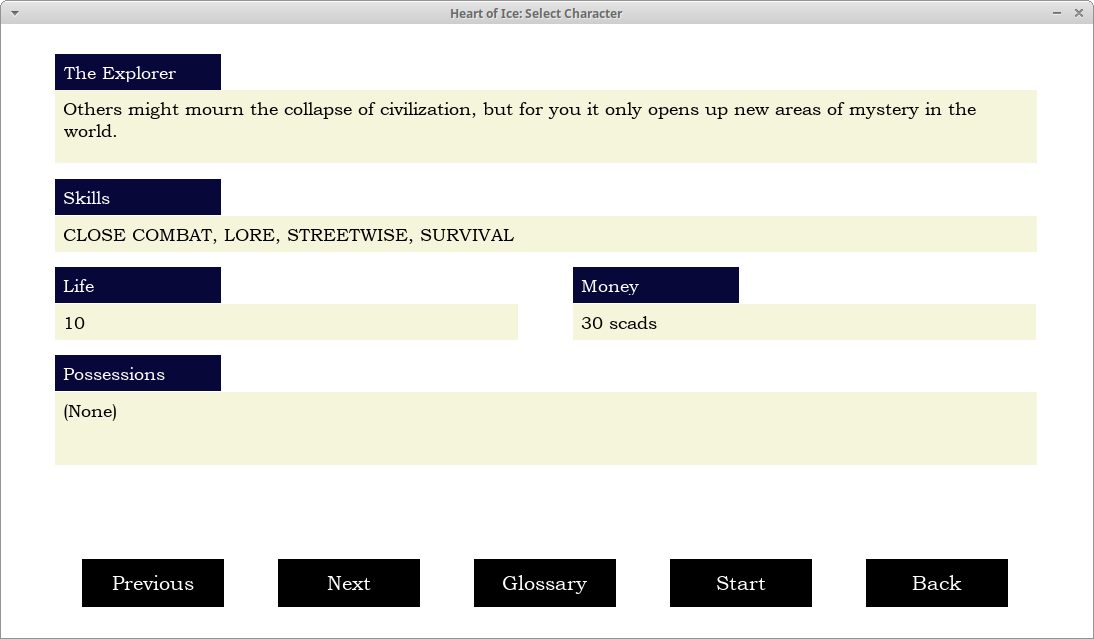 Heart of Ice: Select Character
The Explorer
Others might mourn the collapse of civilization, but for you it only opens up new areas of mystery in the
world.
Skills
CLOSE COMBAT, LORE, STREETWISE, SURVIVAL
Life
10
Money
30 scads
Possessions
(None)
Previous
Next
Glossary
Start
Back